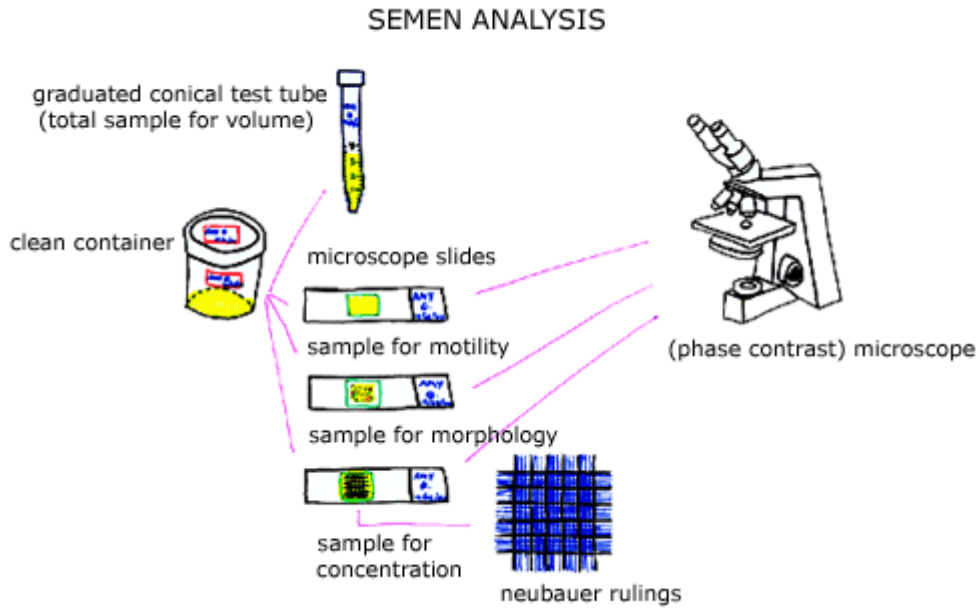 SEMEN ANALYSIS
graduated conical test tube
(total sample for volume)
clean container
microscope slides
sample for motility
(phase contrast) microscope
sample for morphology
sample for
concentration
neubauer rulings